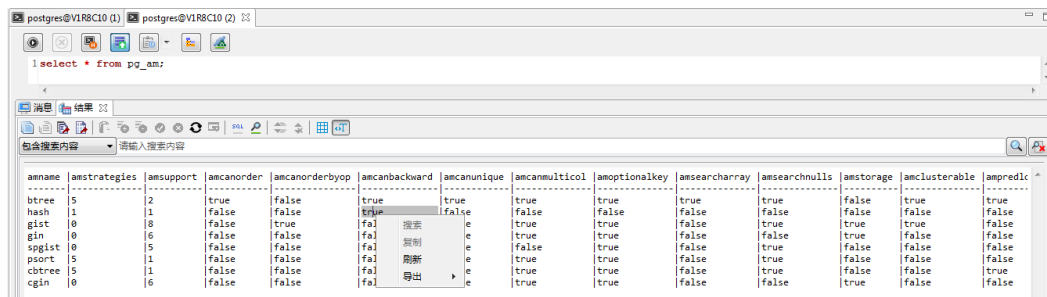 postgres@V1R8C10 (1) postgres@V1R8C10 (2)
1 select * from pg_am;
消息 结果
包含搜索内容 请输入搜索内容
amname |amstrategies |amsupport |amcanorder |amcanorderbyop |amcanbackward |amcanunique |amcanmulticol |amoptionalkey |amsearcharray |amsearchnulls |amstorage |amclusterable |ampredlc
btree |5 |2 |true |false |true |true |true |true |true |true |false |true |true
hash |1 |1 |false |false |true |false |false |false |false |false |false |false |false
gist |0 |8 |false |true |fal e |true |true |false |true |true |true |false
gin |0 |6 |false |false |fal e |true |true |false |false |true |false |false
spgist |0 |5 |false |false |fal e |false |true |false |true |false |false |false
psort |5 |1 |false |false |fal e |true |true |false |false |false |false |false
cbtree |5 |1 |false |false |fal e |true |true |false |false |false |false |true
cgin |0 |6 |false |false |fal e |true |true |false |false |true |false |false
搜索
复制
刷新
导出